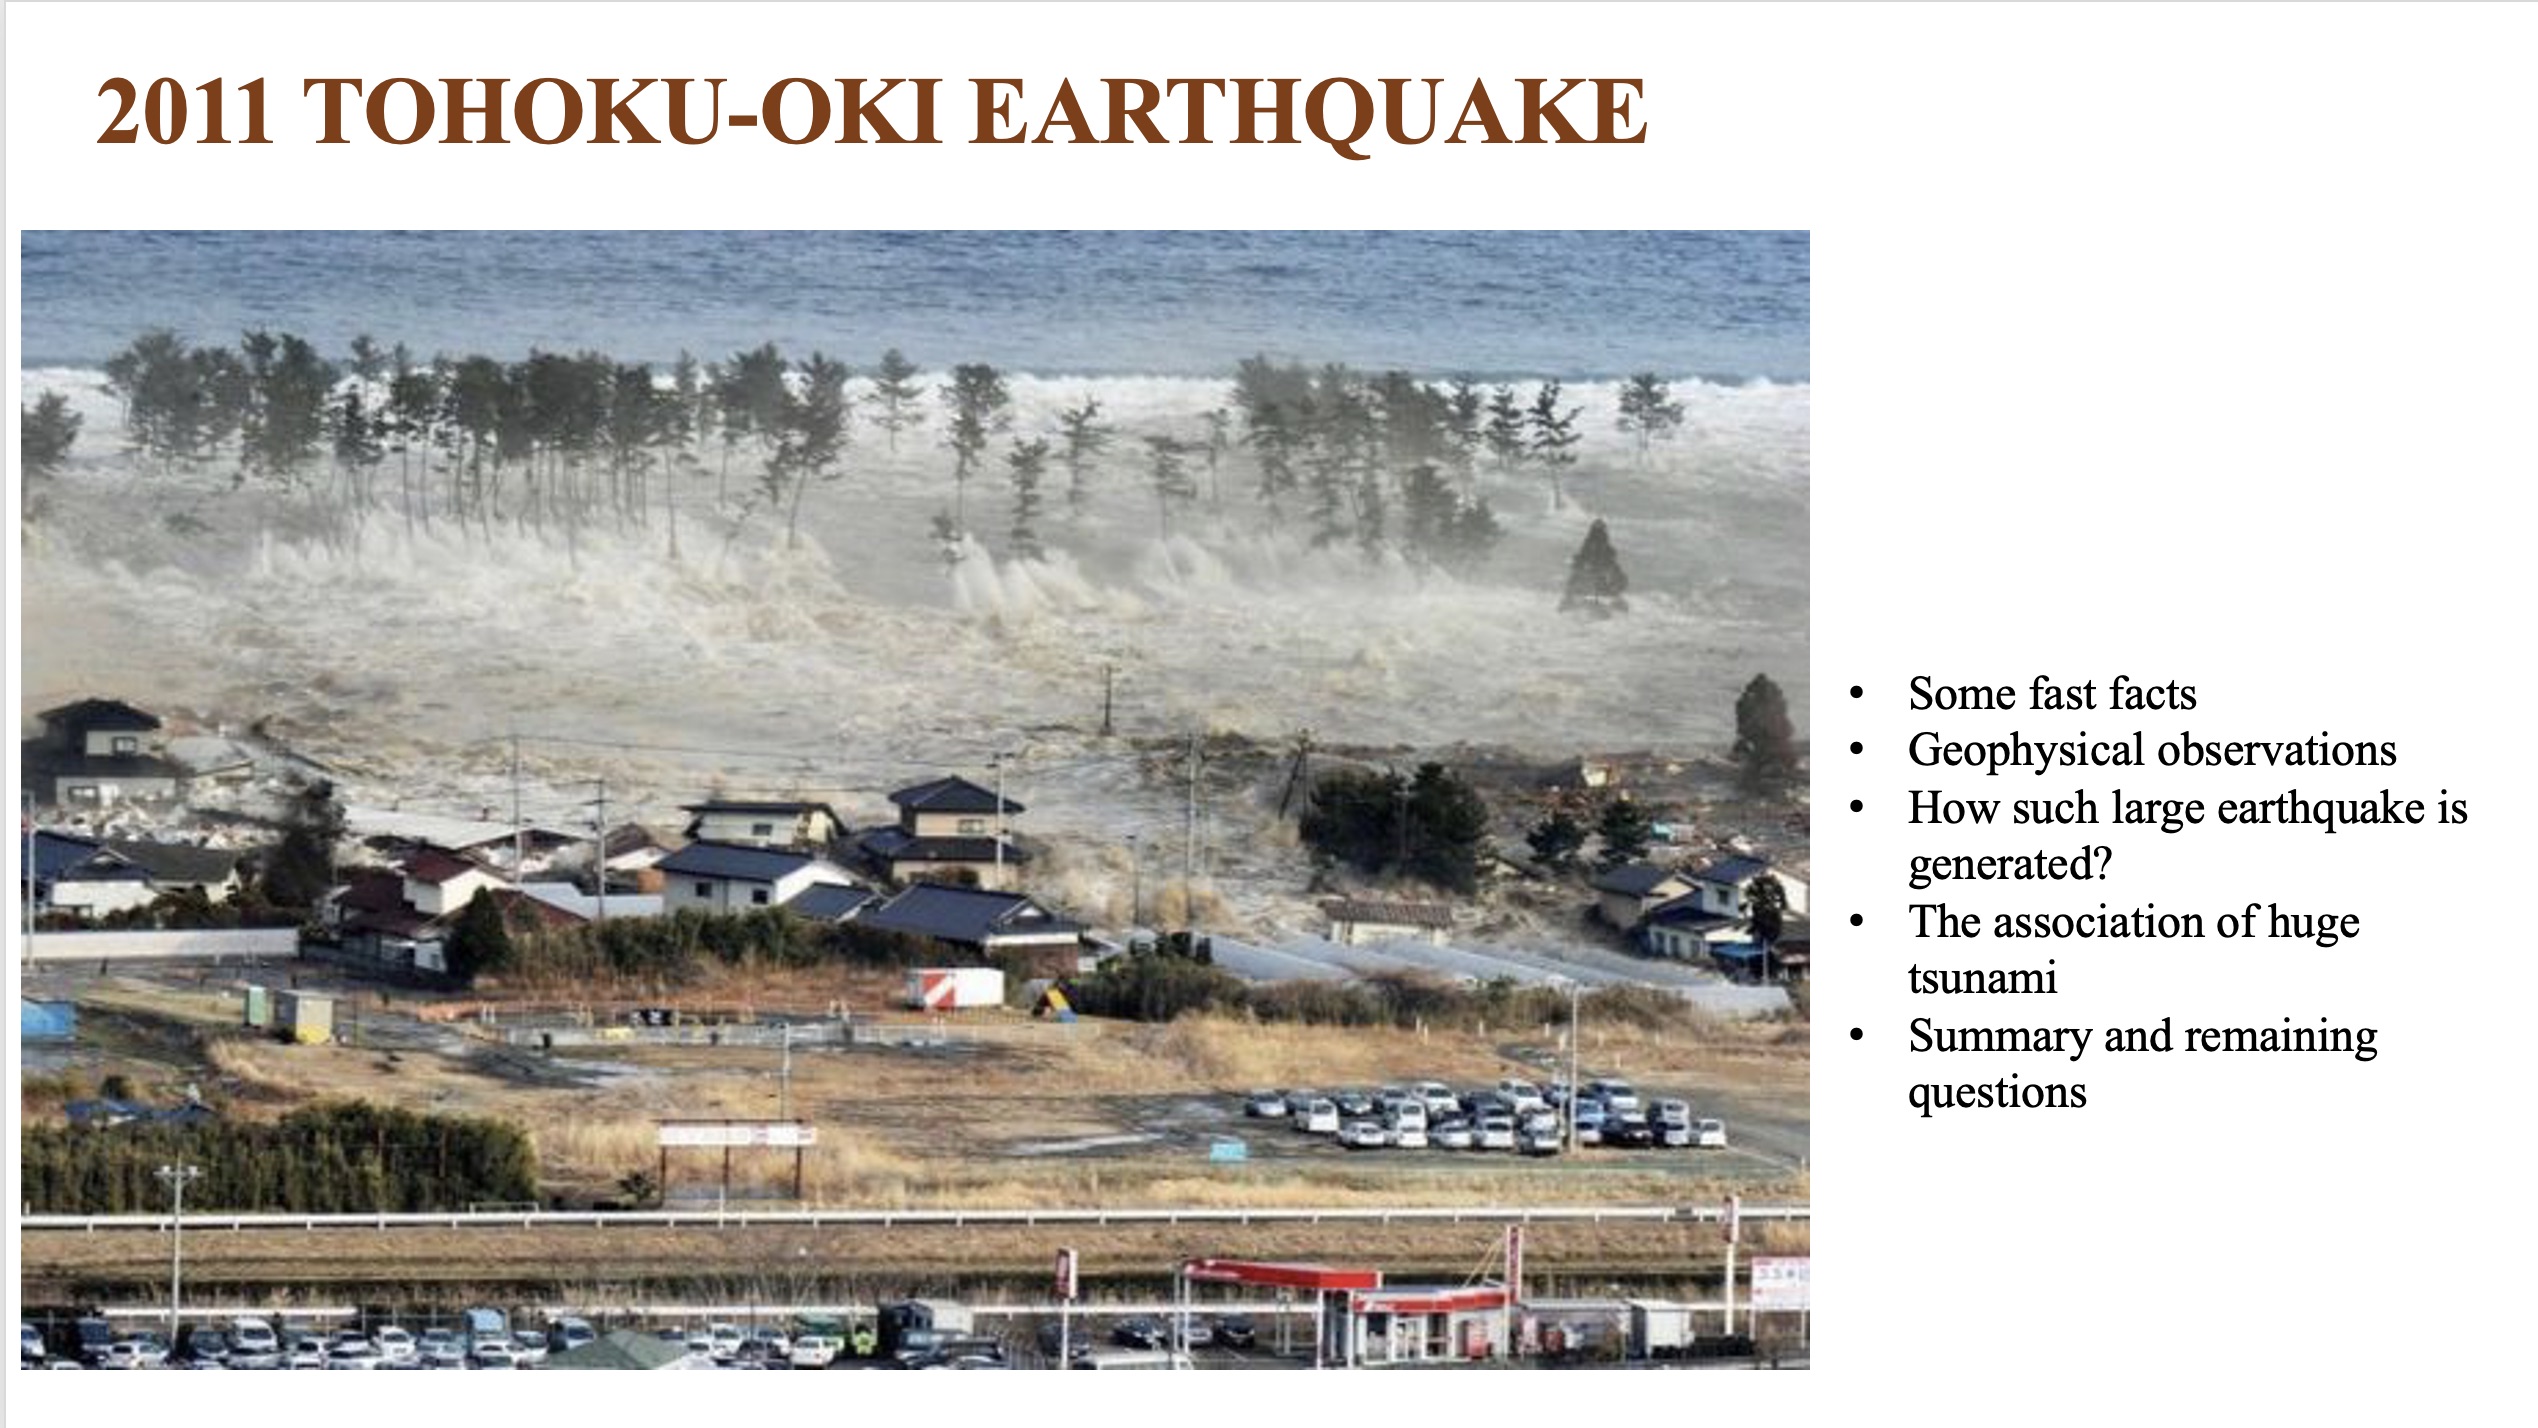 2011 TOHOKU-OKI EARTHQUAKE
• Some fast facts
• Geophysical observations
• How such large earthquake is
generated?
• The association of huge
tsunami
• Summary and remaining
questions